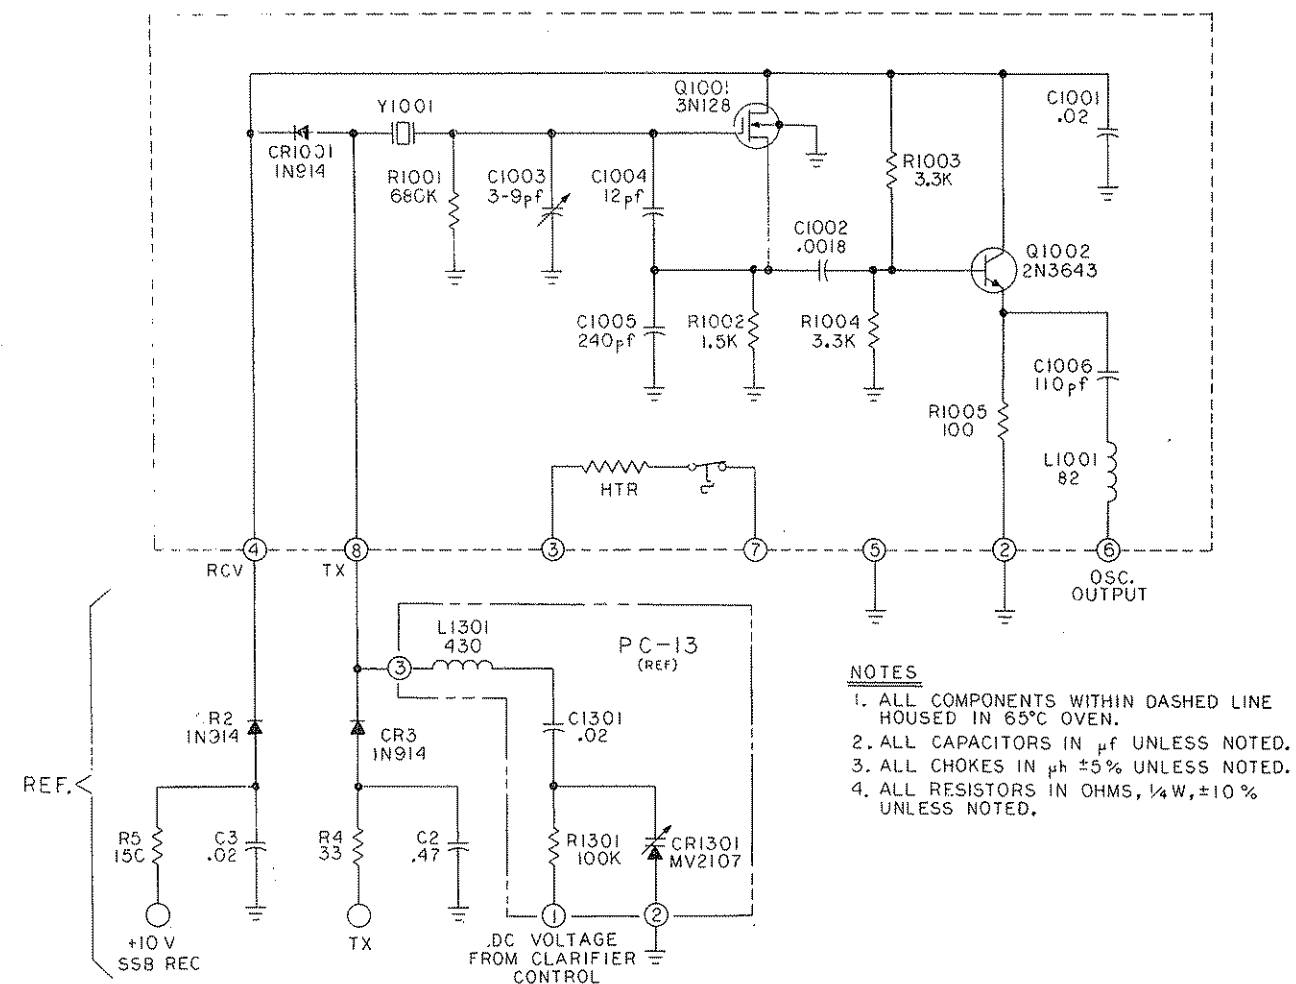 Y1001
CR1001
1N914
R1001
680K
C1003
3-9pf
C1004
12pf
Q1001
3N128
C1001
.02
R1003
3.3K
C1002
.0018
Q1002
2N3643
C1005
240pf
R1002
1.5K
R1004
3.3K
C1006
110pf
R1005
100
L1001
82
HTR
4
8
3
7
5
2
6
RCV
TX
OSC.
OUTPUT
L1301
430
PC-13
(REF)
3
R2
1N914
CR3
1N914
C1301
.02
REF.
R5
150
C3
.02
R4
33
C2
.47
R1301
100K
CR1301
MV2107
1
2
+10V
SSB REC
TX
DC VOLTAGE
FROM CLARIFIER
CONTROL
NOTES
1. ALL COMPONENTS WITHIN DASHED LINE
HOUSED IN 65°C OVEN.
2. ALL CAPACITORS IN µf UNLESS NOTED.
3. ALL CHOKES IN µh ±5% UNLESS NOTED.
4. ALL RESISTORS IN OHMS, 1/4W, ±10%
UNLESS NOTED.